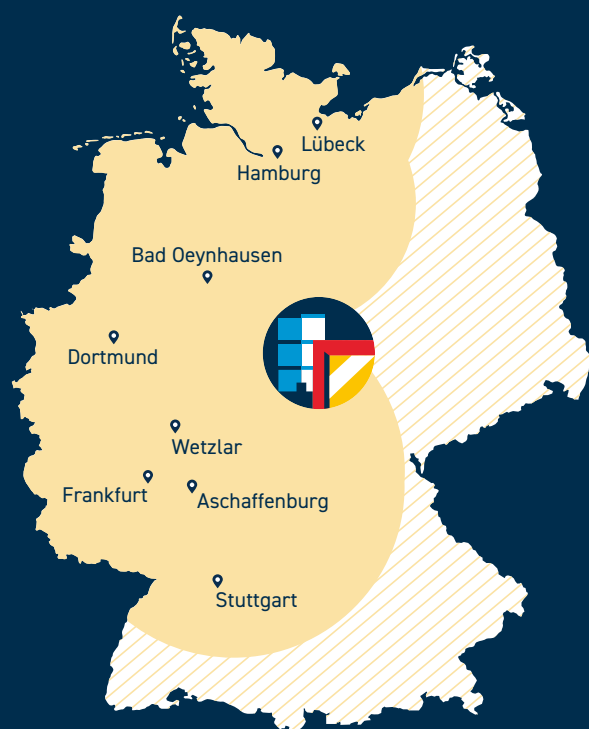 Lübeck
Hamburg
Bad Oeynhausen
Dortmund
Wetzlar
Frankfurt
Aschaffenburg
Stuttgart